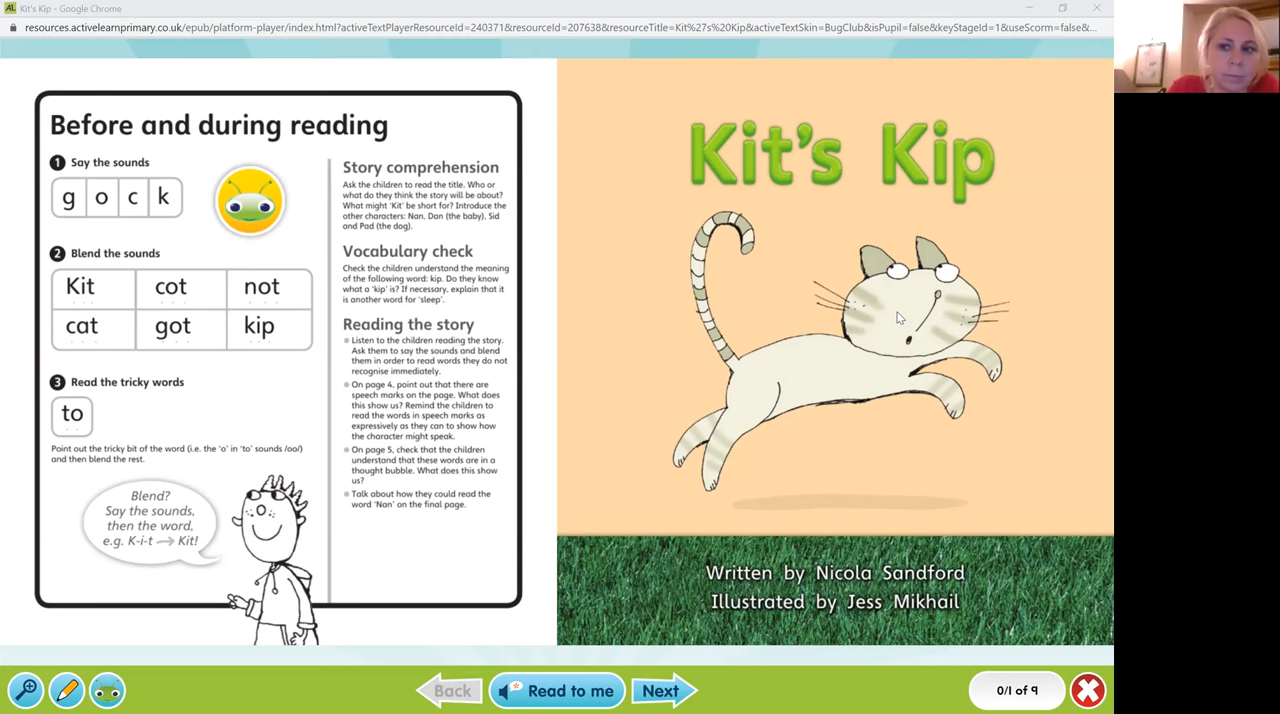 Kit's Kip - Google Chrome
resources.activelearnprimary.co.uk/epub/platform-player/index.html?activeTextPlayerResourceId=240371&resourceId=207638&resourceTitle=Kit%27s%20Kip&activeTextSkin=BugClub&isPupil=false&keyStageId=1&useScorm=false&...
Before and during reading
1 Say the sounds
g o c k
2 Blend the sounds
Kit cot not
cat got kip
3 Read the tricky words
to
Point out the tricky bit of the word (i.e. the 'o' in 'to' sounds /oo/)
and then blend the rest.
Blend?
Say the sounds,
then the word,
e.g. K-i-t → Kit!
Story comprehension
Ask the children to read the title. Who or
what do they think the story will be about?
What might 'Kit' be short for? Introduce the
other characters: Nan, Dan (the baby), Sid
and Pod (the dog).
Vocabulary check
Check the children understand the meaning
of the following word: kip. Do they know
what a 'kip' is? If necessary, explain that it
is another word for 'sleep'.
Reading the story
Listen to the children reading the story.
Ask them to say the sounds and blend
them in order to read words they do not
recognise immediately.
On page 4, point out that there are
speech marks on the page. What does
this show us? Remind the children to
read the words in speech marks as
expressively as they can to show how
the character might speak.
On page 5, check that the children
understand that these words are in a
thought bubble. What does this show
us?
Talk about how they could read the
word 'Nan' on the final page.
Kit's Kip
Written by Nicola Sandford
Illustrated by Jess Mikhail
Back
Read to me
Next
0/1 of 9